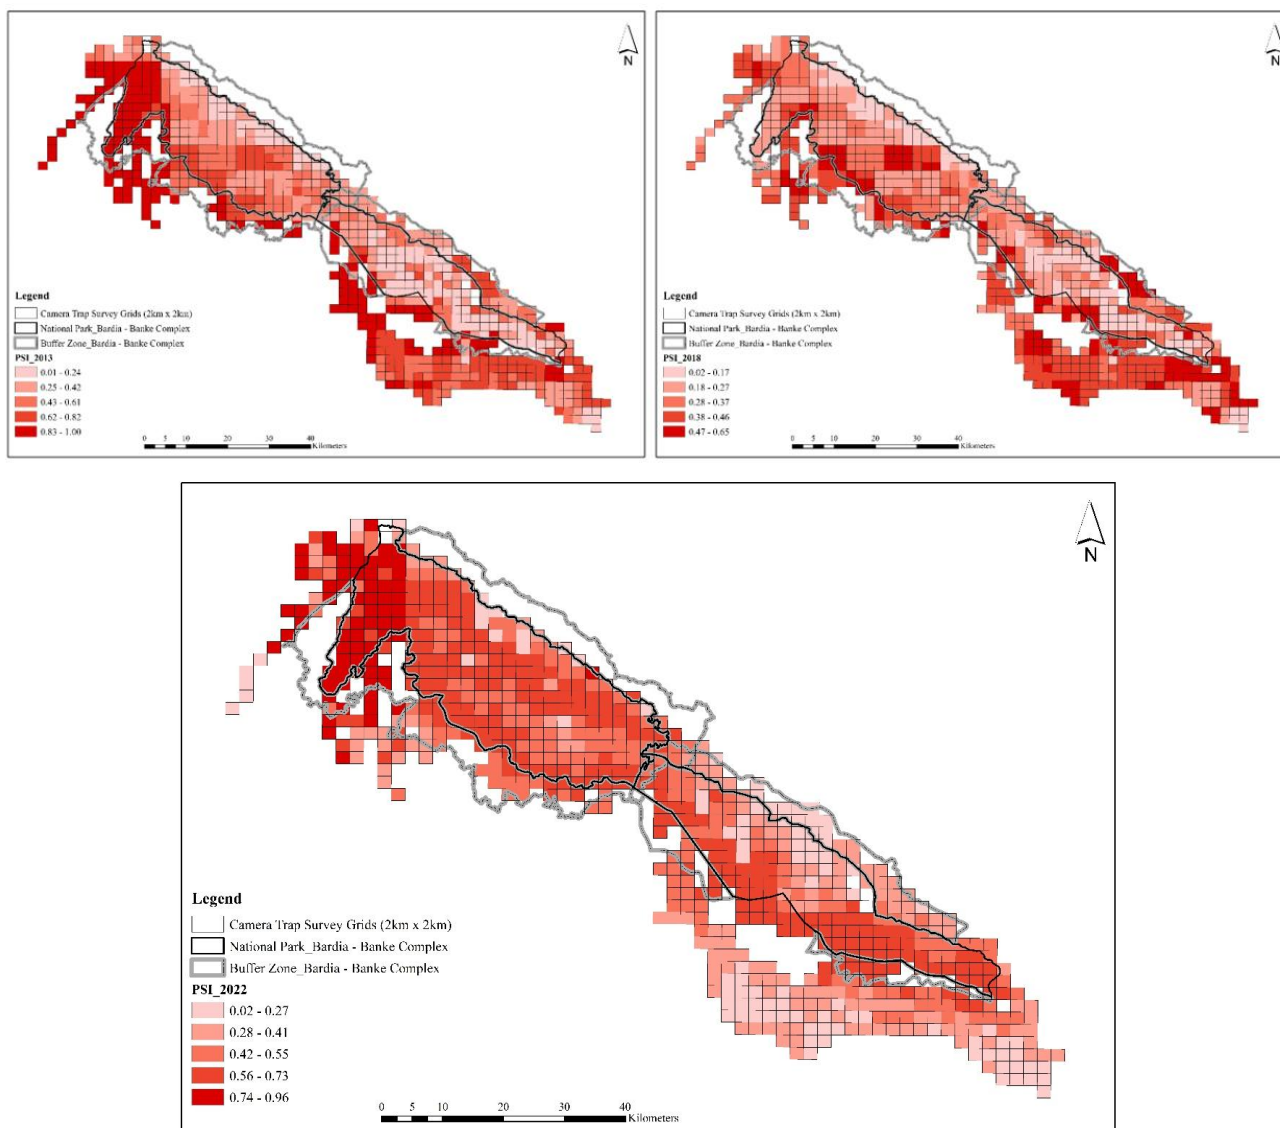 N
Legend
Camera Trap Survey Grids (2km x 2km)
National Park_Bardia - Banke Complex
Buffer Zone_Bardia - Banke Complex
PSI_2013
0.01 - 0.24
0.25 - 0.42
0.43 - 0.61
0.62 - 0.82
0.83 - 1.00
0 5 10 20 30 40
Kilometers
N
Legend
Camera Trap Survey Grids (2km x 2km)
National Park_Bardia - Banke Complex
Buffer Zone_Bardia - Banke Complex
PSI_2018
0.02 - 0.17
0.18 - 0.27
0.28 - 0.37
0.38 - 0.46
0.47 - 0.65
0 5 10 20 30 40
Kilometers
N
Legend
Camera Trap Survey Grids (2km x 2km)
National Park_Bardia - Banke Complex
Buffer Zone_Bardia - Banke Complex
PSI_2022
0.02 - 0.27
0.28 - 0.41
0.42 - 0.55
0.56 - 0.73
0.74 - 0.96
0 5 10 20 30 40
Kilometers